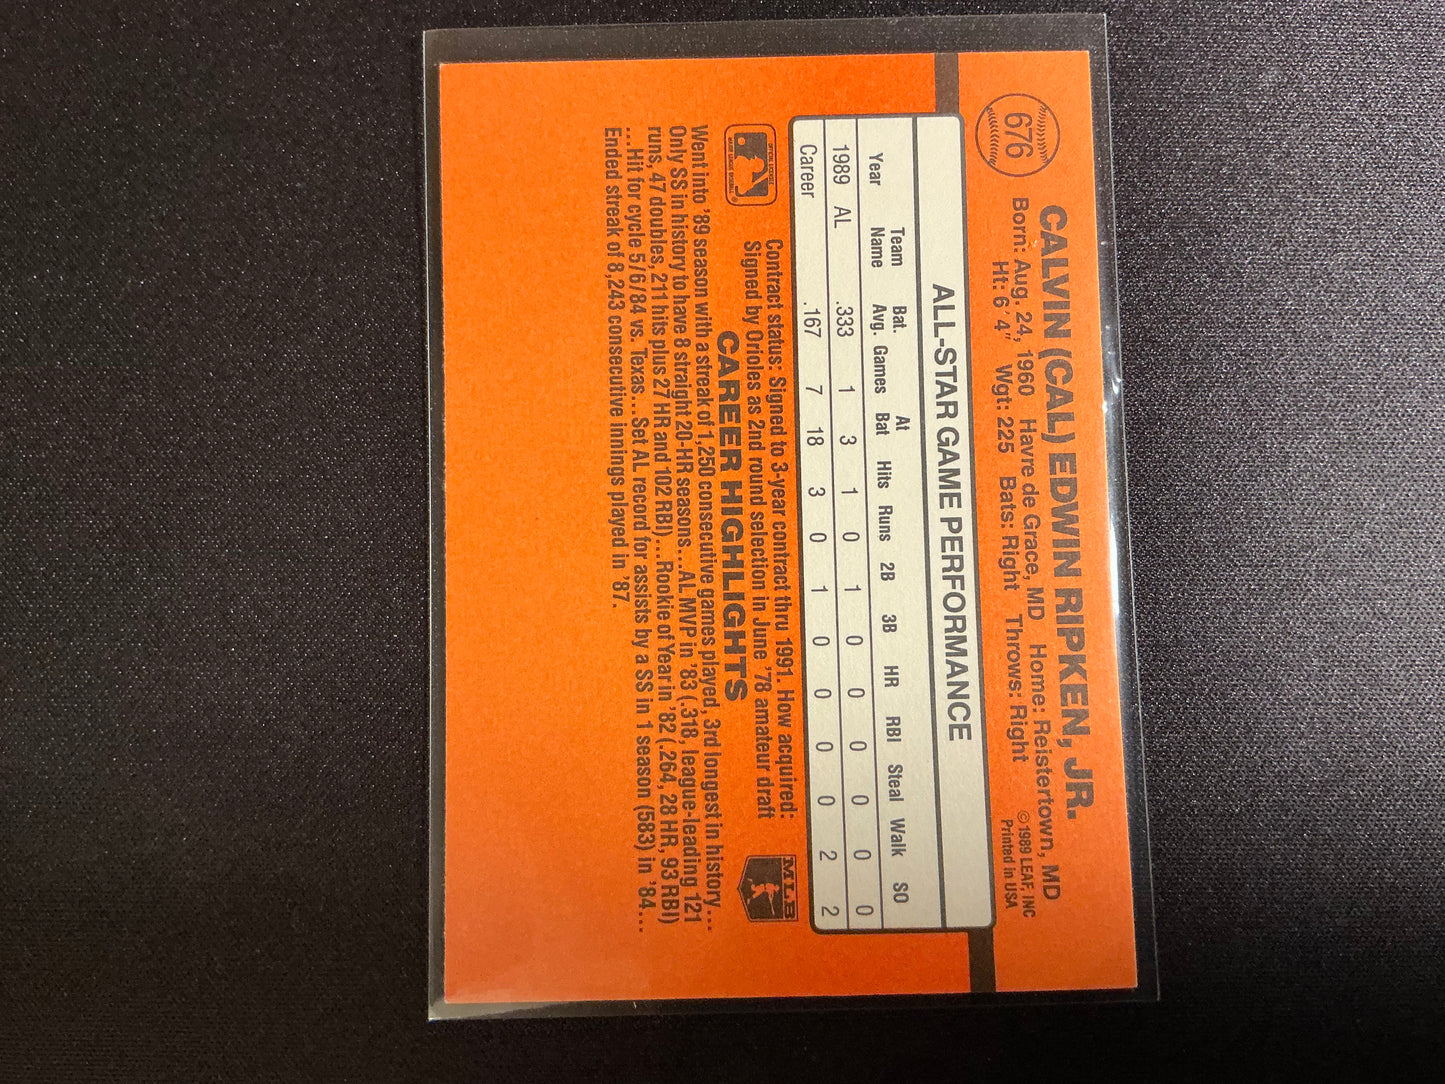 676
CALVIN (CAL) EDWIN RIPKEN, JR.
Born: Aug. 24, 1960 Havre de Grace, MD Home: Reistertown, MD
Ht: 6'4" Wgt: 225 Bats: Right Throws: Right
©1989 LEAF, INC
Printed in USA
ALL-STAR GAME PERFORMANCE
Year Team Name Bat. Avg. Games At Bat Hits Runs 2B 3B HR RBI Steal Walk SO
1989 AL .333 1 3 1 0 1 0 0 0 0 0 0
Career .167 7 18 3 0 1 0 0 0 0 2 2
OFFICIAL LICENSEE
MAJOR LEAGUE BASEBALL
Contract status: Signed to 3-year contract thru 1991. How acquired:
Signed by Orioles as 2nd round selection in June '78 amateur draft
MLB
CAREER HIGHLIGHTS
Went into '89 season with a streak of 1,250 consecutive games played, 3rd longest in history...
Only SS in history to have 8 straight 20-HR seasons...AL MVP in '83 (.318, league-leading 121
runs, 47 doubles, 211 hits plus 27 HR and 102 RBI)...Rookie of Year in '82 (.264, 28 HR, 93 RBI)
...Hit for cycle 5/6/84 vs. Texas...Set AL record for assists by a SS in 1 season (583) in '84...
Ended streak of 8,243 consecutive innings played in '87.